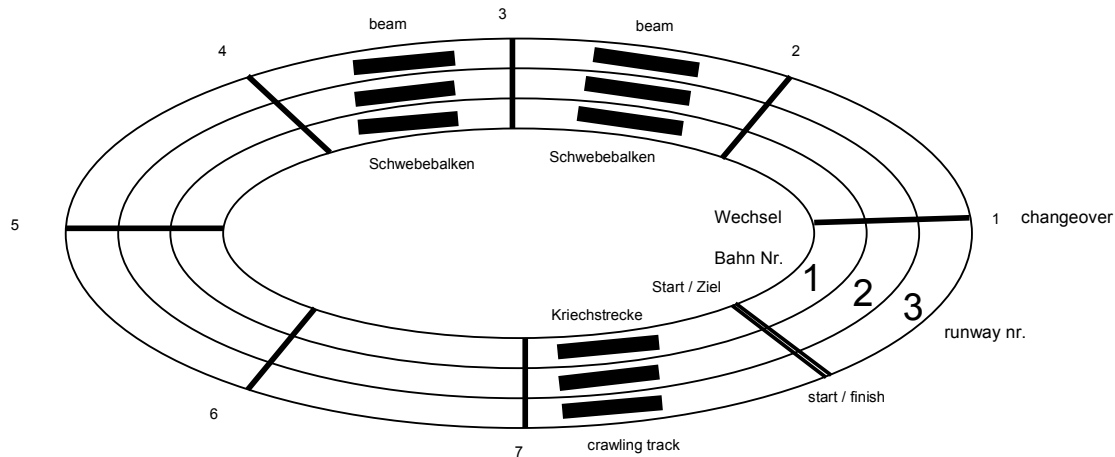 beam
3
beam
4
2
Schwebebalken
Schwebebalken
5
Wechsel
1
changeover
Bahn Nr.
1
2
3
Start / Ziel
Kriechstrecke
runway nr.
start / finish
6
7
crawling track